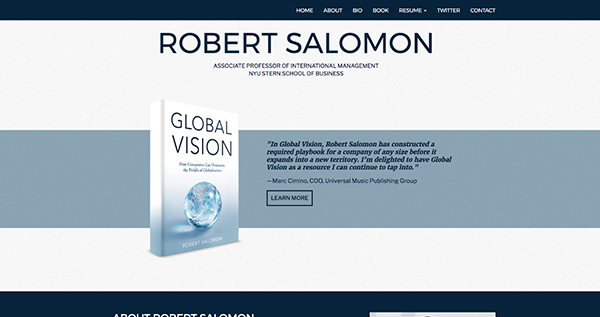 HOME ABOUT BIO BOOK RESUME TWITTER CONTACT
ROBERT SALOMON
ASSOCIATE PROFESSOR OF INTERNATIONAL MANAGEMENT
NYU STERN SCHOOL OF BUSINESS
GLOBAL
VISION
How Companies Can Overcome
the Pitfalls of Globalization
ROBERT SALOMON
"In Global Vision, Robert Salomon has constructed a
required playbook for a company of any size before it
expands into a new territory. I'm delighted to have Global
Vision as a resource I can continue to tap into."
— Marc Cimino, COO, Universal Music Publishing Group
LEARN MORE
ABOUT ROBERT SALOMON